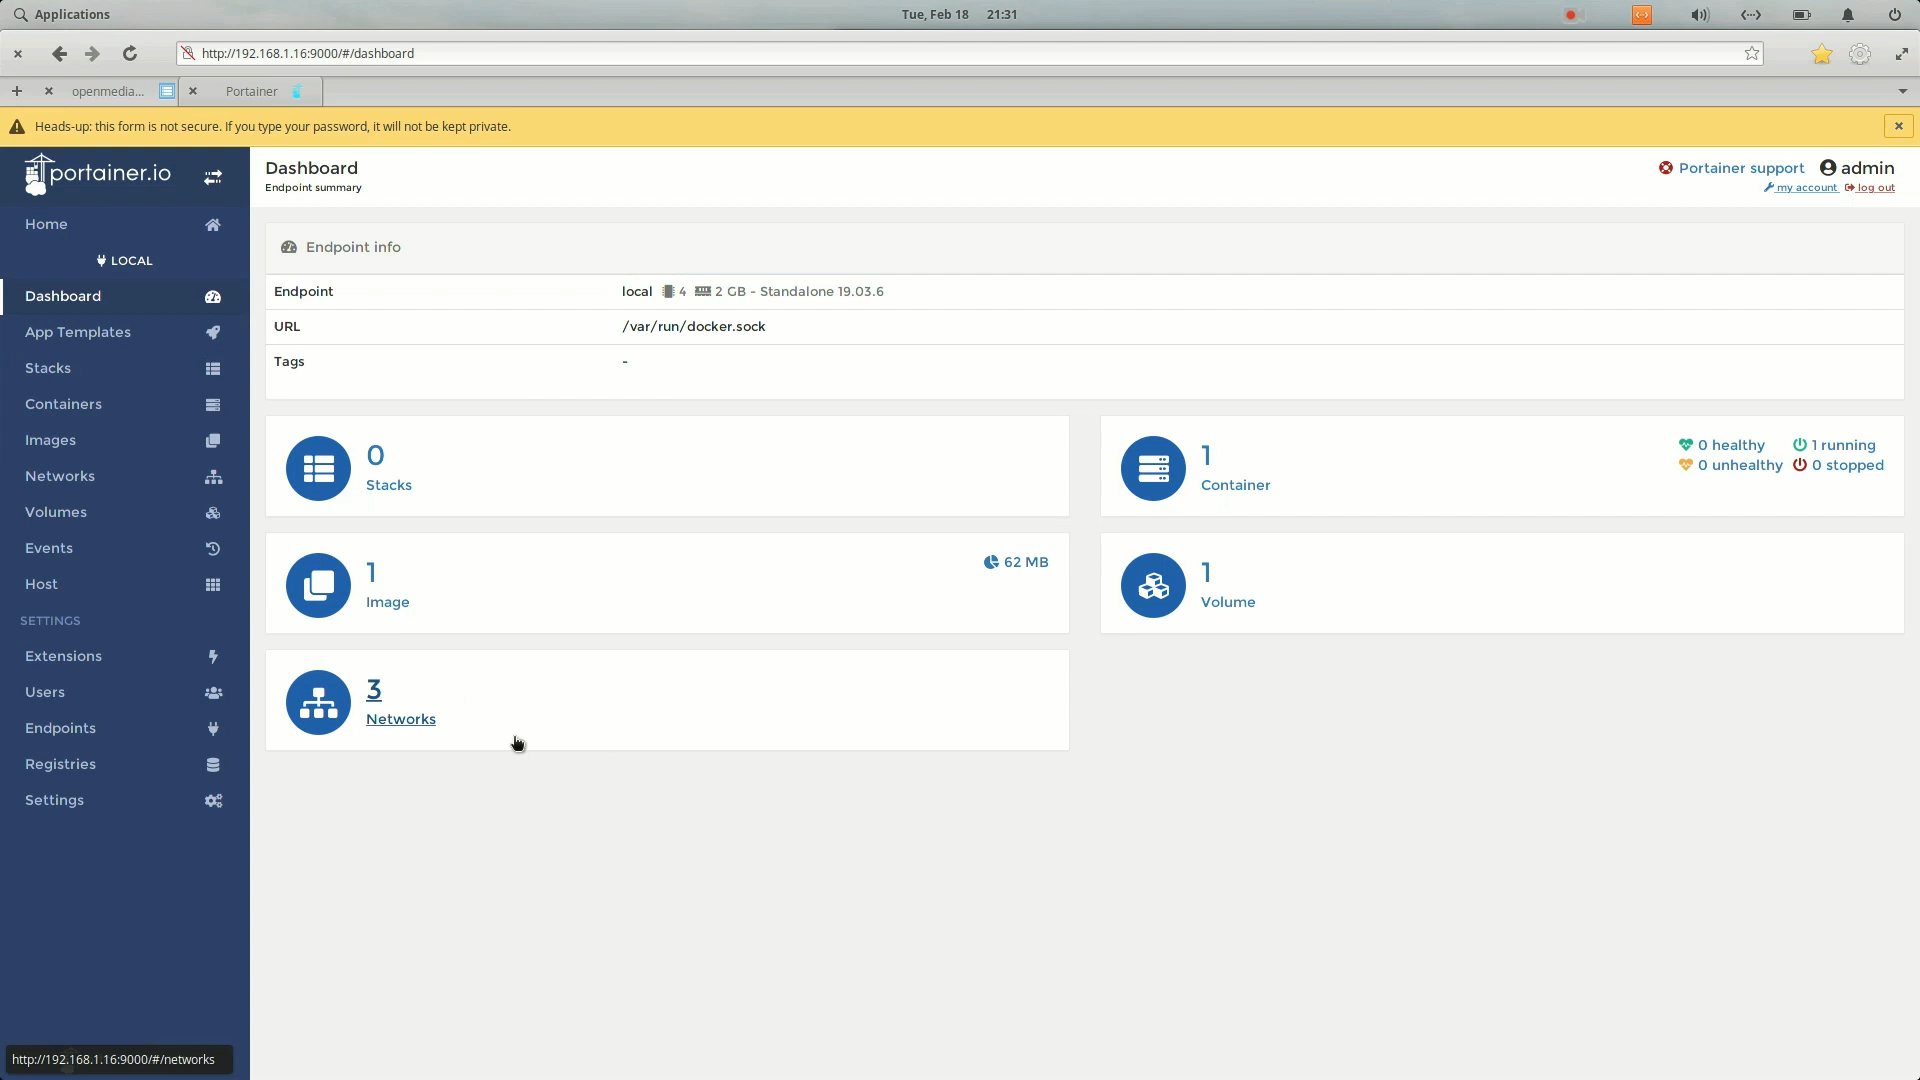 Applications
Tue, Feb 18 21:31
http://192.168.1.16:9000/#/dashboard
openmedia...
Portainer
Heads-up: this form is not secure. If you type your password, it will not be kept private.
portainer.io
Home
LOCAL
Dashboard
App Templates
Stacks
Containers
Images
Networks
Volumes
Events
Host
SETTINGS
Extensions
Users
Endpoints
Registries
Settings
Dashboard
Endpoint summary
Portainer support
admin
my account
log out
Endpoint info
Endpoint local 4 2 GB - Standalone 19.03.6
URL /var/run/docker.sock
Tags -
0
Stacks
1
Container
0 healthy 1 running
0 unhealthy 0 stopped
1
Image
62 MB
1
Volume
3
Networks
http://192.168.1.16:9000/#/networks